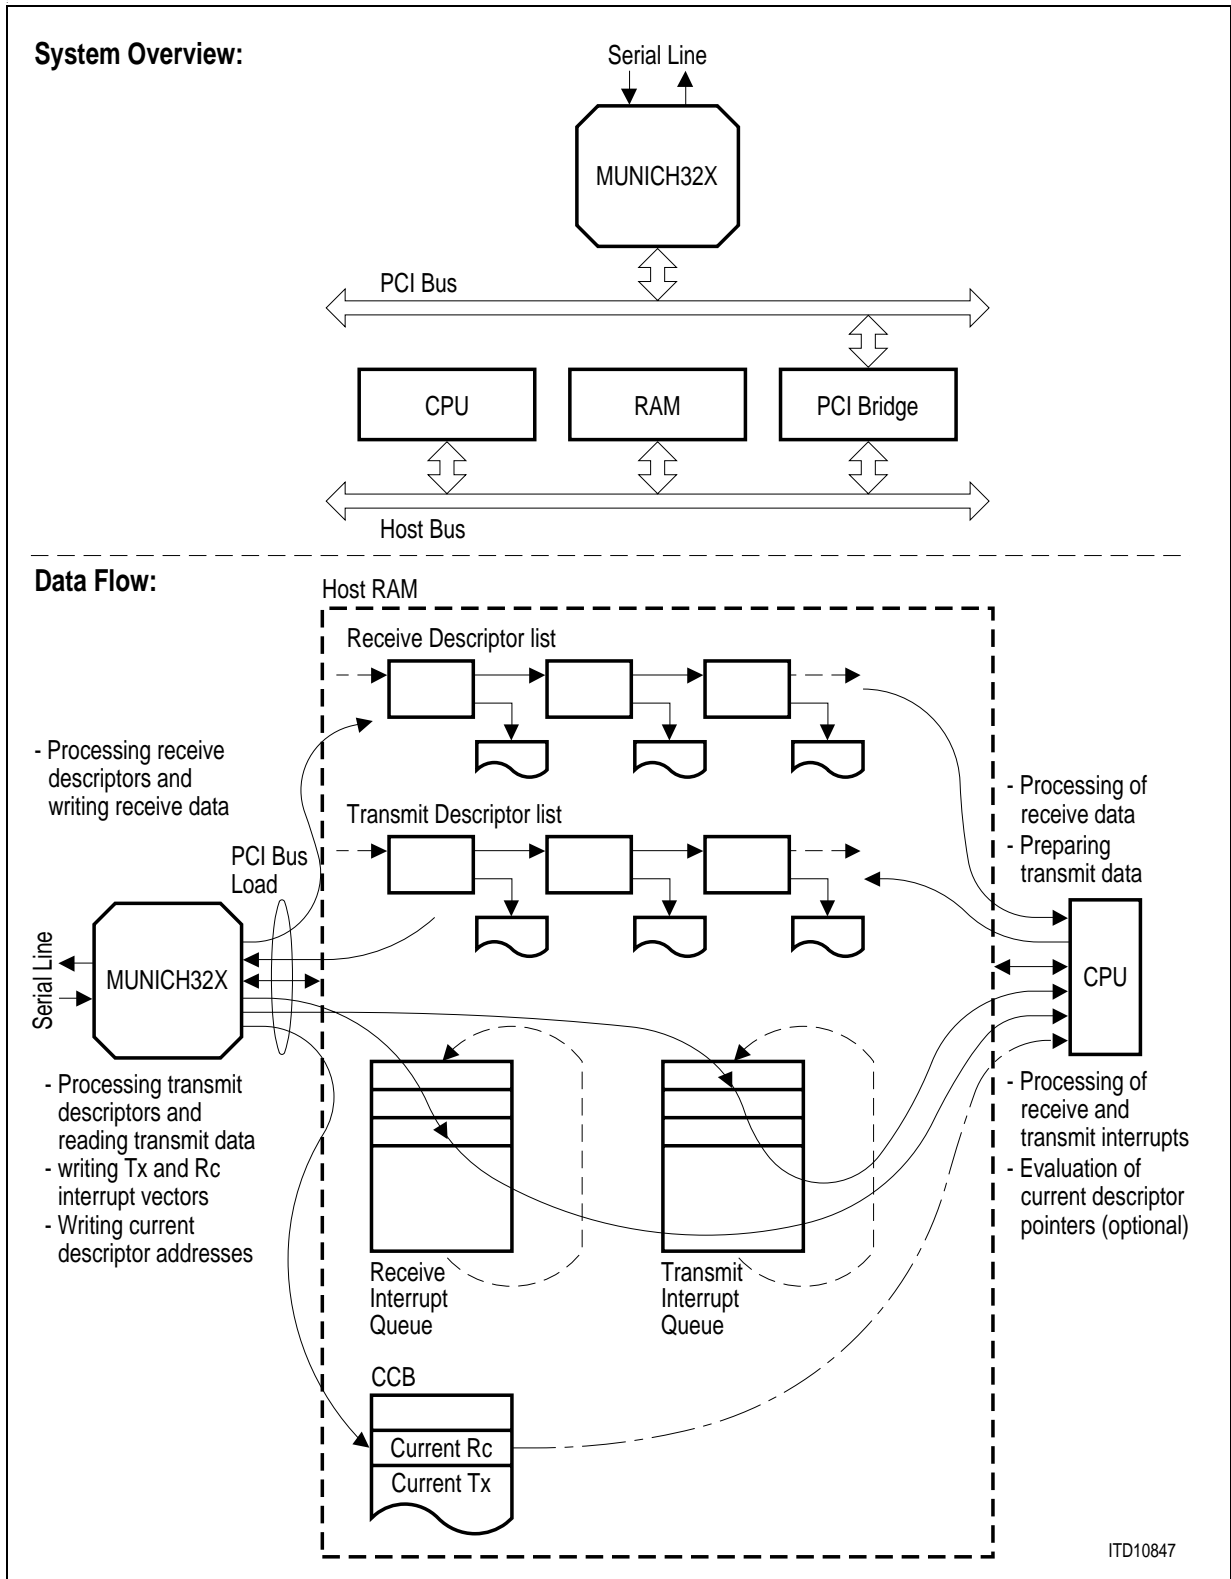 System Overview:
Serial Line
MUNICH32X
PCI Bus
CPU
RAM
PCI Bridge
Host Bus
Data Flow:
Host RAM
Receive Descriptor list
- Processing receive
descriptors and
writing receive data
Transmit Descriptor list
PCI Bus
Load
- Processing of
receive data
- Preparing
transmit data
Serial Line
MUNICH32X
CPU
- Processing transmit
descriptors and
reading transmit data
- writing Tx and Rc
interrupt vectors
- Writing current
descriptor addresses
- Processing of
receive and
transmit interrupts
- Evaluation of
current descriptor
pointers (optional)
Receive
Interrupt
Queue
Transmit
Interrupt
Queue
CCB
Current Rc
Current Tx
ITD10847